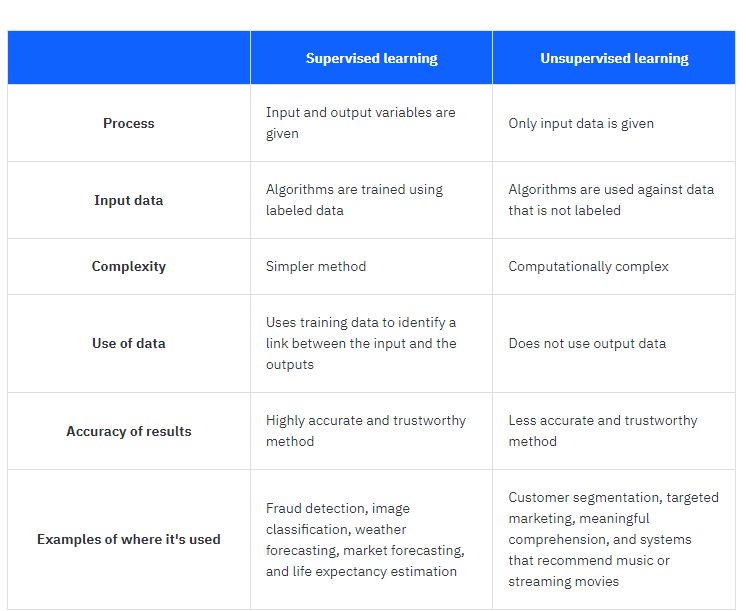 Supervised learning
Unsupervised learning
Process
Input and output variables are
given
Only input data is given
Input data
Algorithms are trained using
labeled data
Algorithms are used against data
that is not labeled
Complexity
Simpler method
Computationally complex
Use of data
Uses training data to identify a
link between the input and the
outputs
Does not use output data
Accuracy of results
Highly accurate and trustworthy
method
Less accurate and trustworthy
method
Examples of where it's used
Fraud detection, image
classification, weather
forecasting, market forecasting,
and life expectancy estimation
Customer segmentation, targeted
marketing, meaningful
comprehension, and systems
that recommend music or
streaming movies